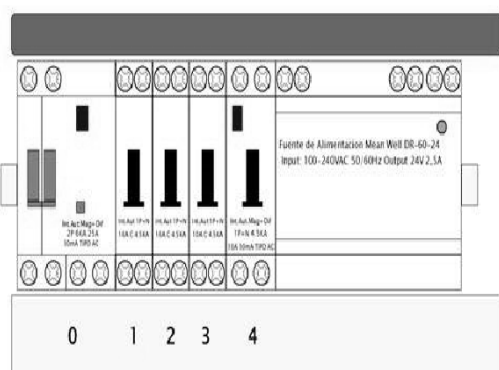 Fuente de Alimentacion Mean Well DR-60-24
Input: 100-240VAC 50/60Hz Output 24V 2,5A
Int.Aut.Mag+Dif
2P 6KA 25A
30mA TIPO AC
Int.Aut 1P+N
10A C 4,5kA
Int.Aut 1P+N
10A C 4,5kA
Int.Aut 1P+N
10A C 4,5kA
Int.Aut.Mag+Dif
1P+N 4.5KA
10A 30mA TIPO AC
0 1 2 3 4